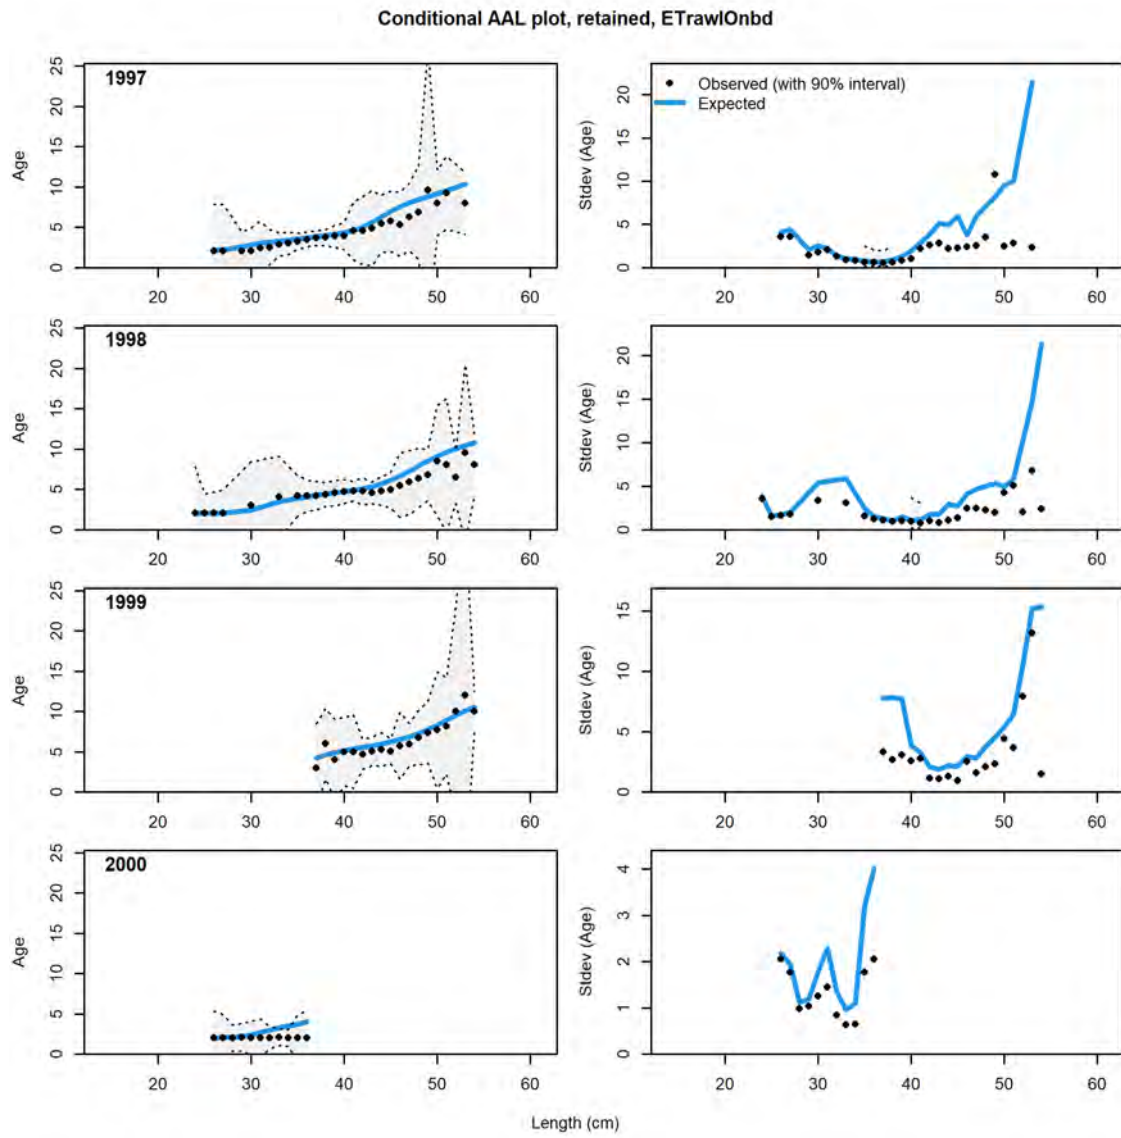 Conditional AAL plot, retained, ETrawlOnbd
1997
Age
0 5 10 15 20 25
20 30 40 50 60
Observed (with 90% interval)
Expected
Stdev (Age)
0 5 10 15 20
20 30 40 50 60
1998
Age
0 5 10 15 20 25
20 30 40 50 60
Stdev (Age)
0 5 10 15 20
20 30 40 50 60
1999
Age
0 5 10 15 20 25
20 30 40 50 60
Stdev (Age)
0 5 10 15
20 30 40 50 60
2000
Age
0 5 10 15 20 25
20 30 40 50 60
Stdev (Age)
0 1 2 3 4
20 30 40 50 60
Length (cm)